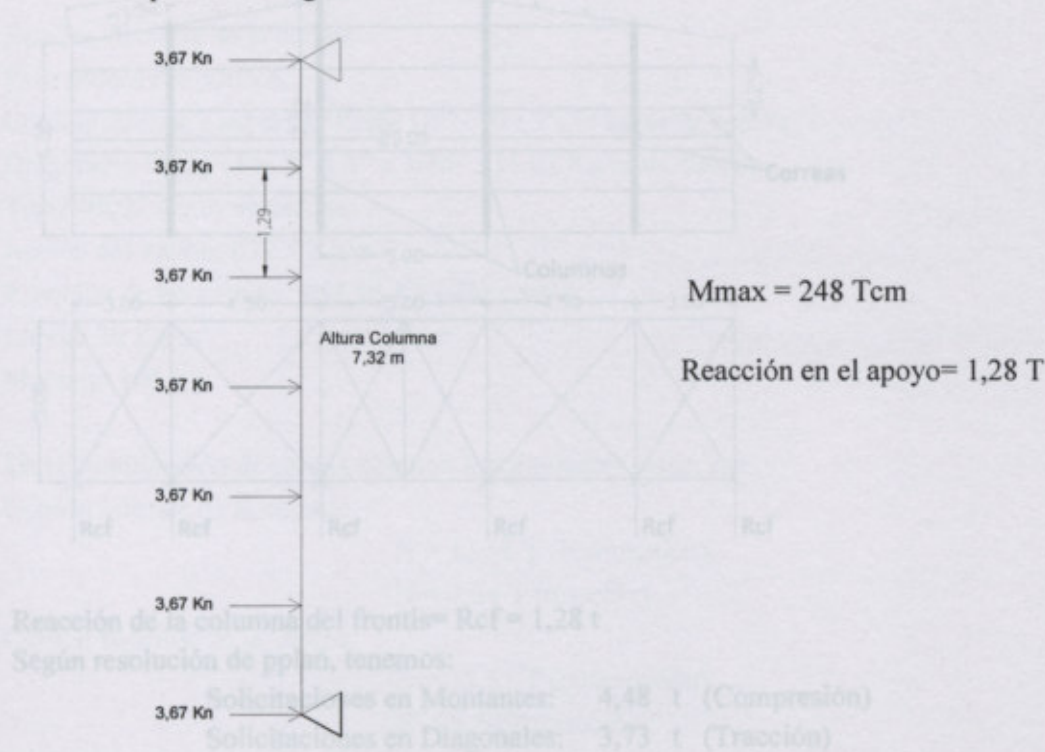 3,67 Kn
3,67 Kn
1,29
3,67 Kn
Altura Columna
7,32 m
3,67 Kn
3,67 Kn
3,67 Kn
3,67 Kn
Mmax = 248 Tcm
Reacción en el apoyo= 1,28 T
Correas
Columnas
Rcf Rcf Rcf Rcf Rcf Rcf
Reacción de la columna del frontis= Rcf = 1,28 t
Según resolución de pplan, tenemos:
Solicitaciones en Montantes: 4,48 t (Compresión)
Solicitaciones en Diagonales: 3,73 t (Tracción)